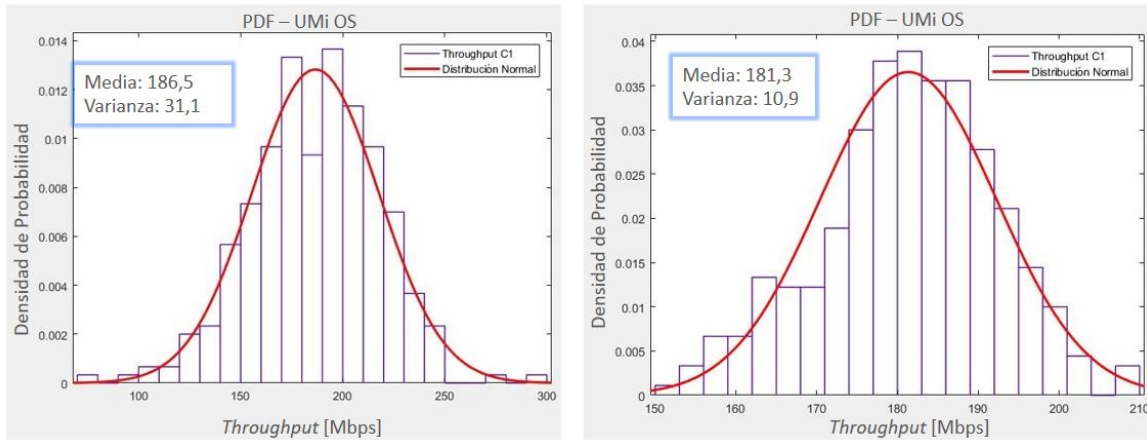 PDF – UMi OS
Throughput C1
Distribución Normal
Media: 186,5
Varianza: 31,1
Densidad de Probabilidad
0.014
0.012
0.01
0.008
0.006
0.004
0.002
0
100
150
200
250
300
Throughput [Mbps]
PDF – UMi OS
Throughput C1
Distribución Normal
Media: 181,3
Varianza: 10,9
Densidad de Probabilidad
0.04
0.035
0.03
0.025
0.02
0.015
0.01
0.005
0
150
160
170
180
190
200
210
Throughput [Mbps]